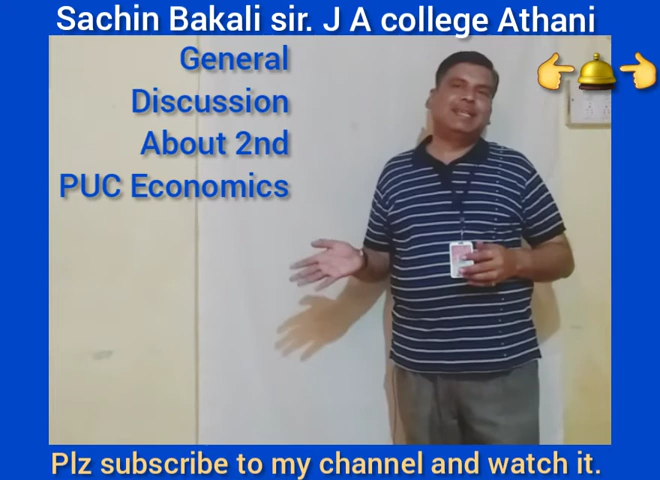 Sachin Bakali sir. J A college Athani
General
Discussion
About 2nd
PUC Economics
Plz subscribe to my channel and watch it.